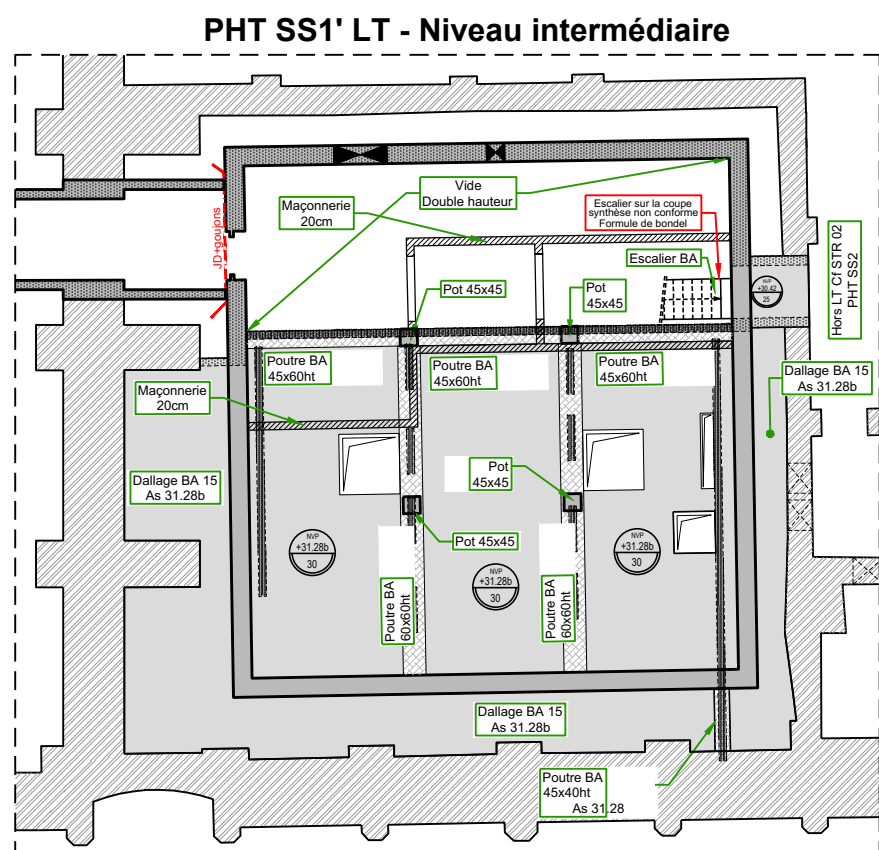 PHT SS1' LT - Niveau intermédiaire
Vide
Double hauteur
Maçonnerie
20cm
Escalier sur la coupe
synthèse non conforme
Formule de bondel
JD+goujons
Escalier BA
NVP
+30.42
25
Hors LT Cf STR 02
PHT SS2
Pot 45x45
Pot
45x45
Poutre BA
45x60ht
Poutre BA
45x60ht
Poutre BA
45x60ht
Dallage BA 15
As 31.28b
Maçonnerie
20cm
Dallage BA 15
As 31.28b
Pot
45x45
Pot 45x45
NVP
+31.28b
30
NVP
+31.28b
30
NVP
+31.28b
30
Poutre BA
60x60ht
Poutre BA
60x60ht
Dallage BA 15
As 31.28b
Poutre BA
45x40ht
As 31.28